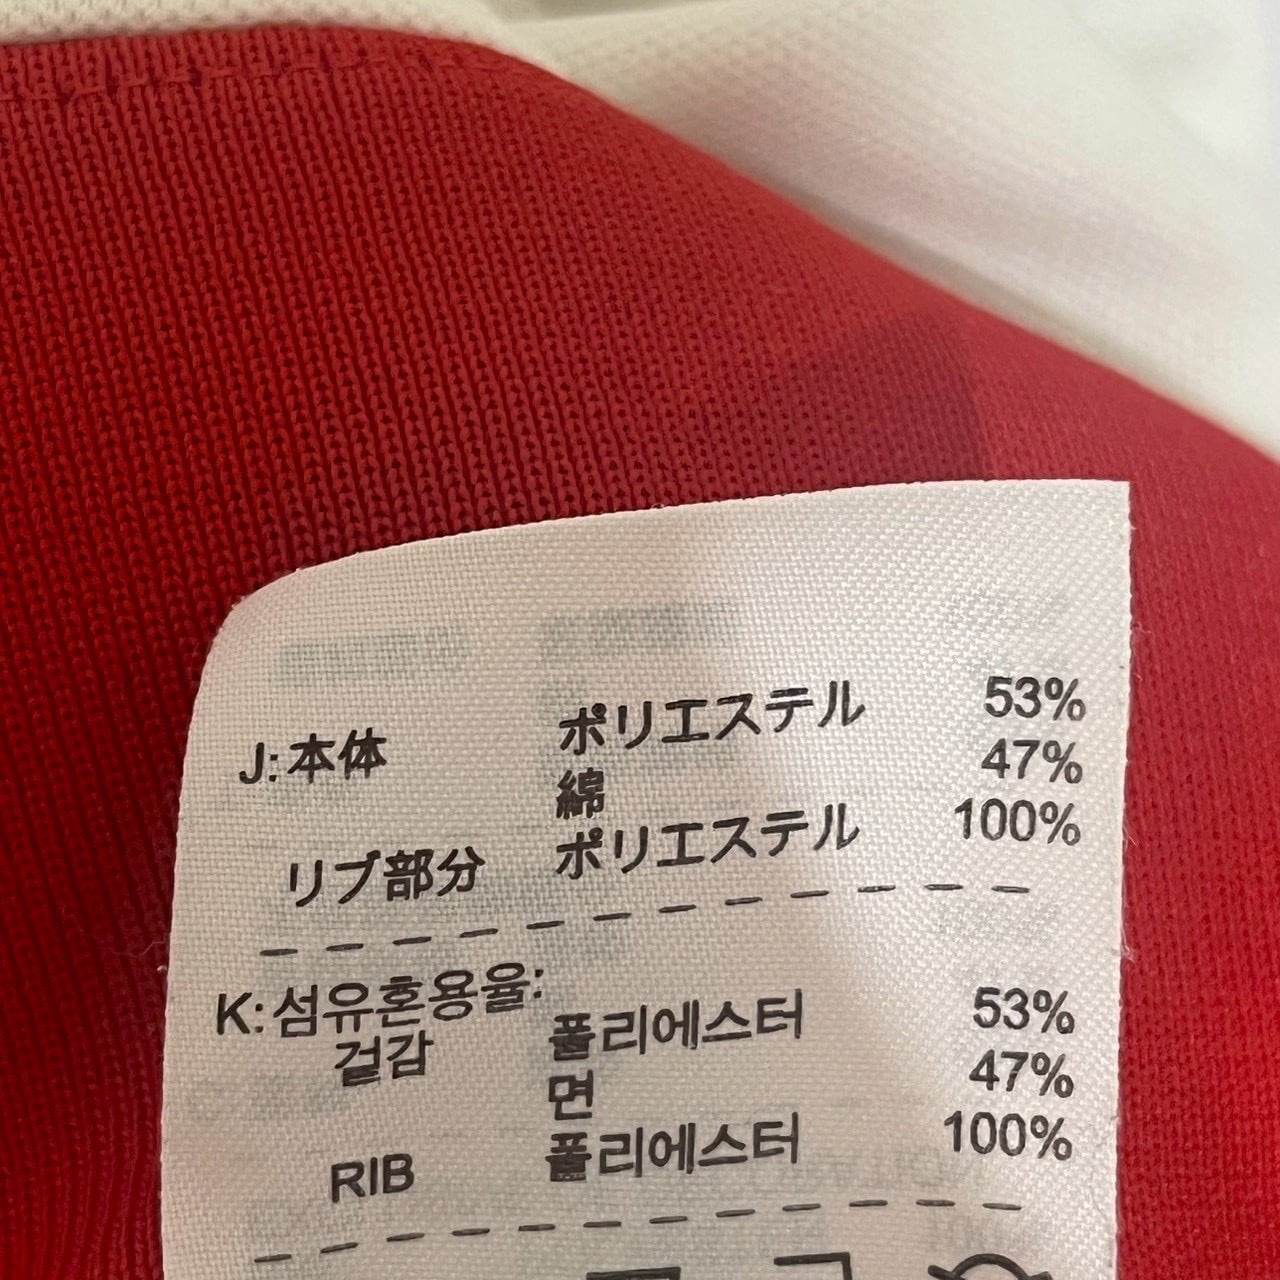 J:本体 ポリエステル 53%
綿 47%
リブ部分 ポリエステル 100%
K:섬유혼용율:
겉감 폴리에스터 53%
면 47%
RIB 폴리에스터 100%